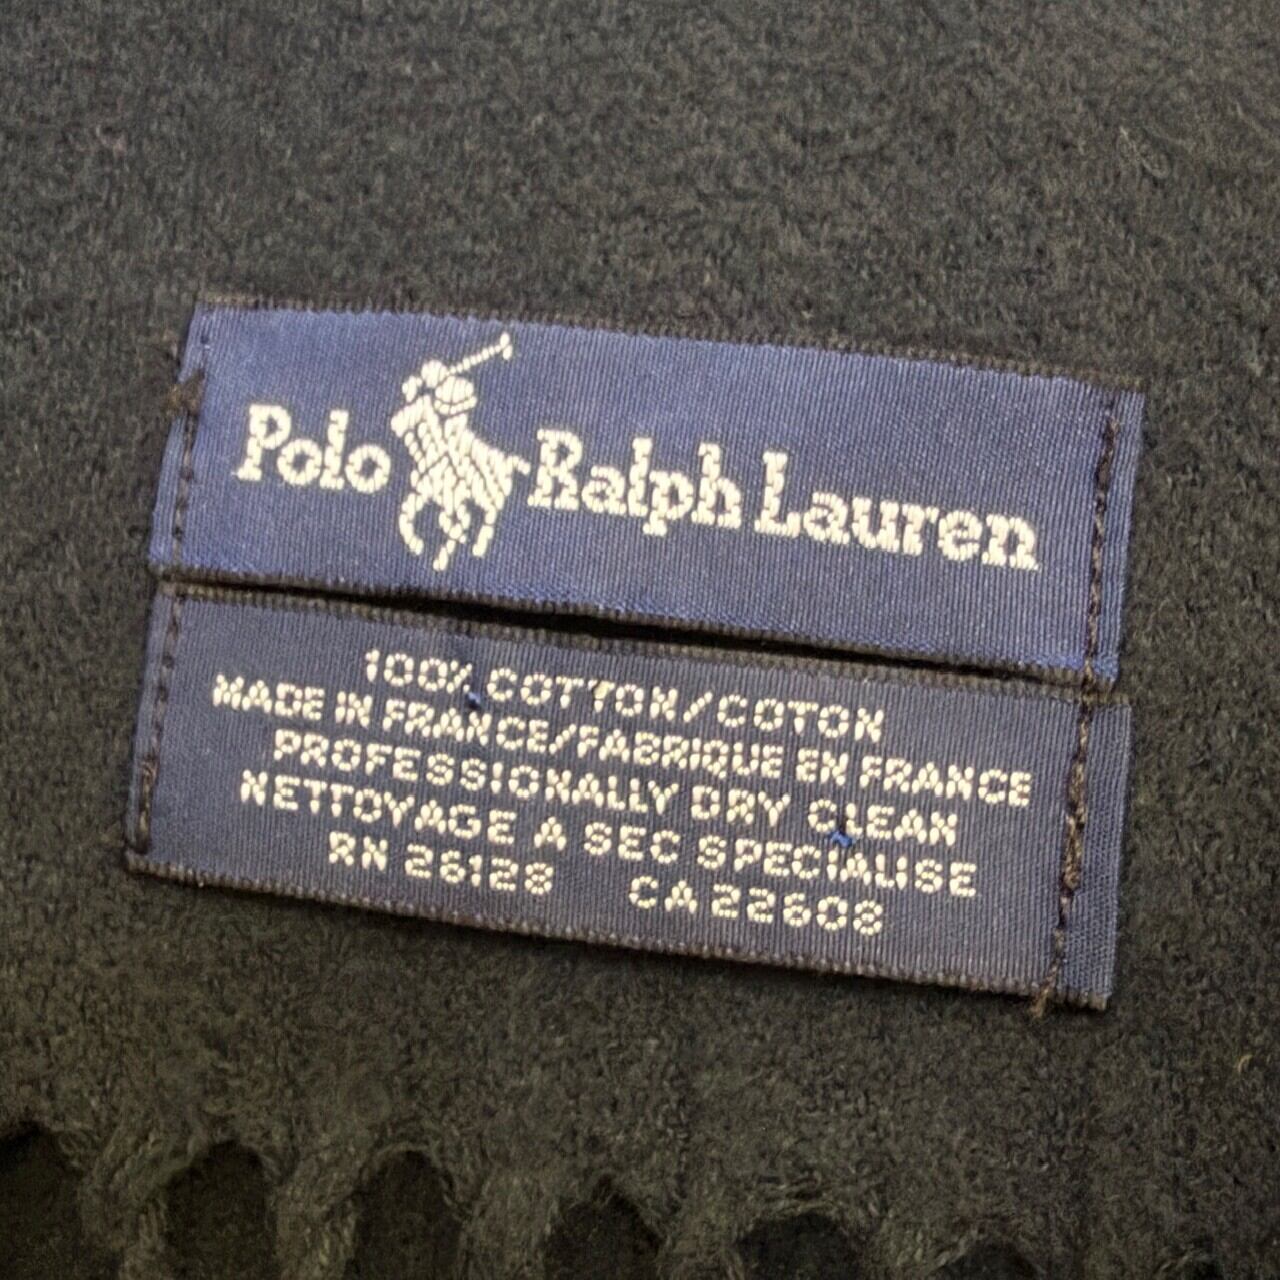 Polo Ralph Lauren
100% COTTON/COTON
MADE IN FRANCE/FABRIQUE EN FRANCE
PROFESSIONALLY DRY CLEAN
NETTOYAGE A SEC SPECIALISE
RN 26128 CA 22608